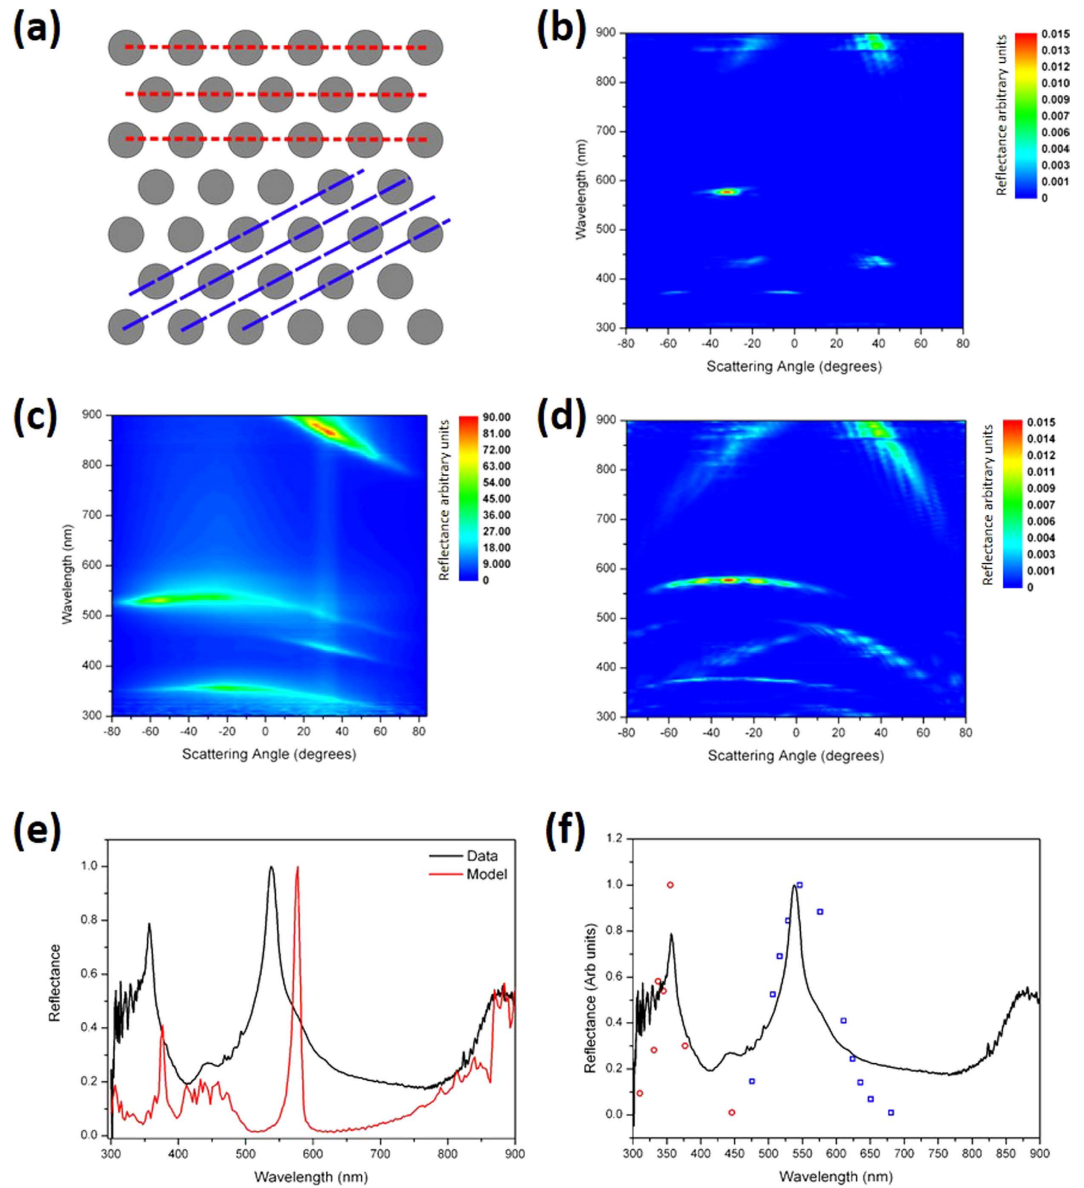 (a)
(b)
900
800
700
600
500
400
300
-80 -60 -40 -20 0 20 40 60 80
Wavelength (nm)
Scattering Angle (degrees)
Reflectance arbitrary units
0.015
0.013
0.012
0.010
0.009
0.007
0.006
0.004
0.003
0.001
0
(c)
900
800
700
600
500
400
300
-80 -60 -40 -20 0 20 40 60 80
Wavelength (nm)
Scattering Angle (degrees)
Reflectance arbitrary units
90.00
81.00
72.00
63.00
54.00
45.00
36.00
27.00
18.00
9.000
0
(d)
900
800
700
600
500
400
300
-80 -60 -40 -20 0 20 40 60 80
Wavelength (nm)
Scattering Angle (degrees)
Reflectance arbitrary units
0.015
0.014
0.012
0.011
0.009
0.007
0.006
0.004
0.003
0.001
0
(e)
Data
Model
1.0
0.8
0.6
0.4
0.2
0.0
300 400 500 600 700 800 900
Reflectance
Wavelength (nm)
(f)
1.2
1.0
0.8
0.6
0.4
0.2
0.0
300 350 400 450 500 550 600 650 700 750 800 850 900
Reflectance (Arb units)
Wavelength (nm)